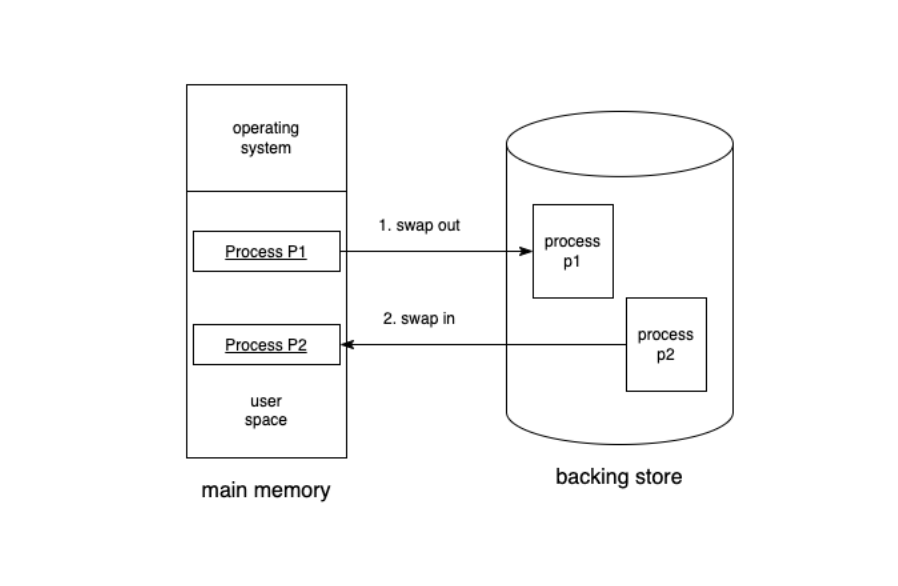 operating
system
1. swap out
Process P1
process
p1
2. swap in
Process P2
process
p2
user
space
main memory
backing store